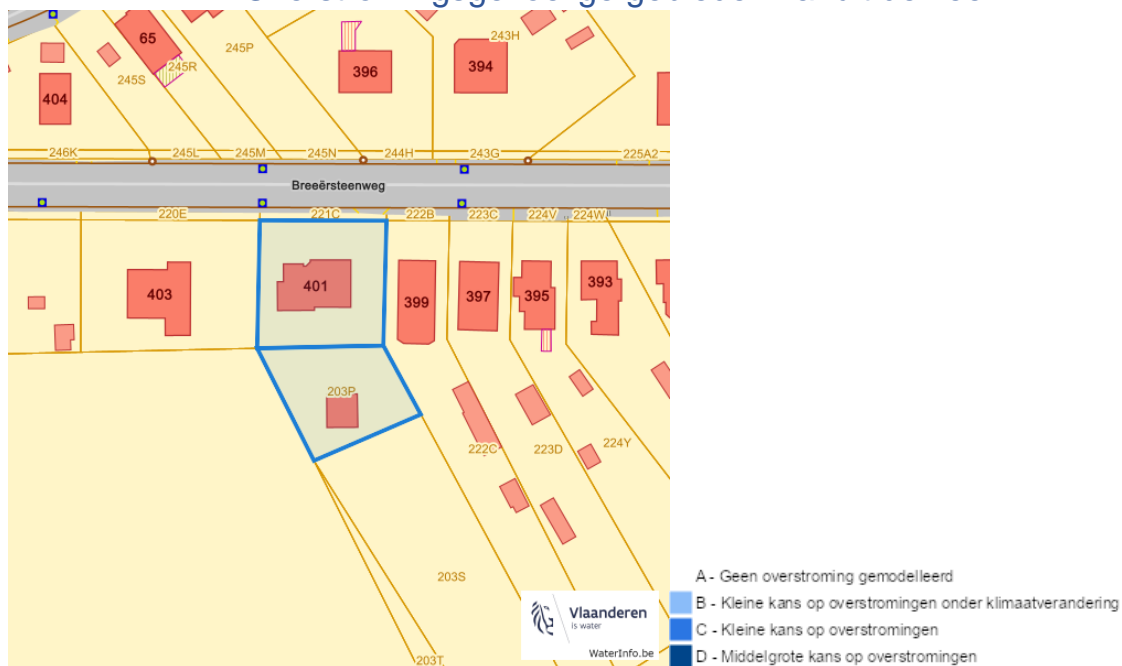 65
245P
243H
245R
396
394
245S
404
246K
245L
245M
245N
244H
243G
225A2
Breeërsteenweg
220E
221C
222B
223C
224V
224W
403
401
399
397
395
393
203P
222C
223D
224Y
203S
203T
Vlaanderen
is water
WaterInfo.be
A - Geen overstroming gemodelleerd
B - Kleine kans op overstromingen onder klimaatverandering
C - Kleine kans op overstromingen
D - Middelgrote kans op overstromingen